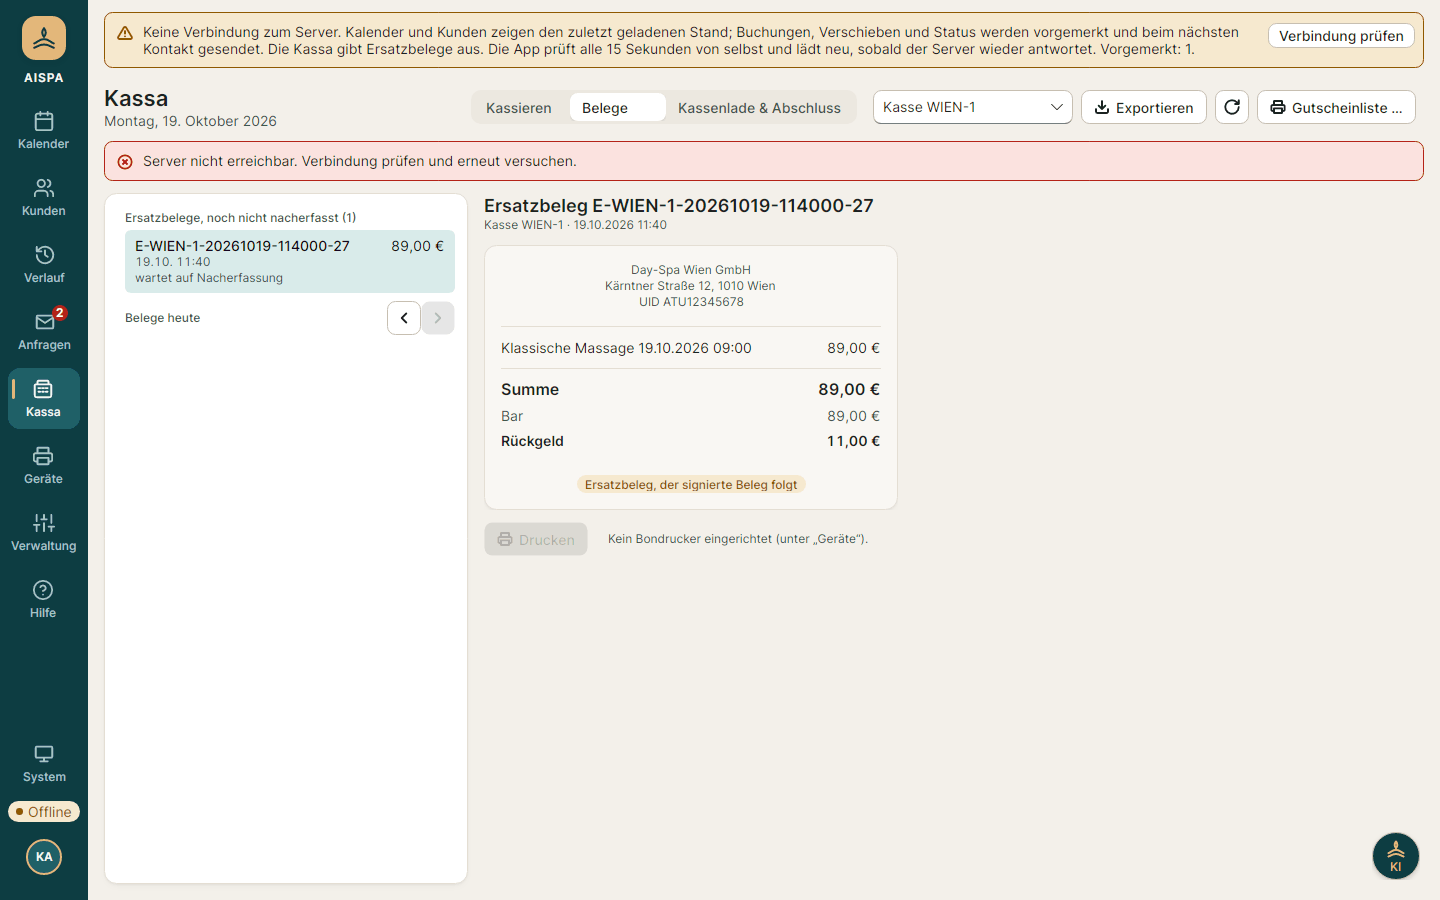 AISPA
Kalender
Kunden
Verlauf
2
Anfragen
Kassa
Geräte
Verwaltung
Hilfe
System
Offline
KA
Keine Verbindung zum Server. Kalender und Kunden zeigen den zuletzt geladenen Stand; Buchungen, Verschieben und Status werden vorgemerkt und beim nächsten
Kontakt gesendet. Die Kassa gibt Ersatzbelege aus. Die App prüft alle 15 Sekunden von selbst und lädt neu, sobald der Server wieder antwortet. Vorgemerkt: 1.
Verbindung prüfen
Kassa
Montag, 19. Oktober 2026
Kassieren
Belege
Kassenlade & Abschluss
Kasse WIEN-1
Exportieren
Gutscheinliste ...
Server nicht erreichbar. Verbindung prüfen und erneut versuchen.
Ersatzbelege, noch nicht nacherfasst (1)
E-WIEN-1-20261019-114000-27 89,00 €
19.10. 11:40
wartet auf Nacherfassung
Belege heute
Ersatzbeleg E-WIEN-1-20261019-114000-27
Kasse WIEN-1 · 19.10.2026 11:40
Day-Spa Wien GmbH
Kärntner Straße 12, 1010 Wien
UID ATU12345678
Klassische Massage 19.10.2026 09:00 89,00 €
Summe 89,00 €
Bar 89,00 €
Rückgeld 11,00 €
Ersatzbeleg, der signierte Beleg folgt
Drucken
Kein Bondrucker eingerichtet (unter „Geräte“).
KI